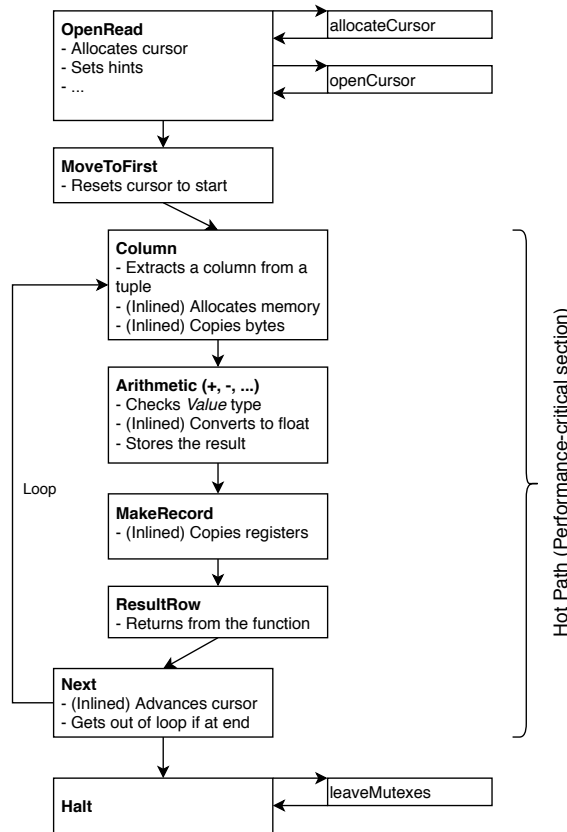 OpenRead
- Allocates cursor
- Sets hints
- ...
allocateCursor
openCursor
MoveToFirst
- Resets cursor to start
Column
- Extracts a column from a
tuple
- (Inlined) Allocates memory
- (Inlined) Copies bytes
Arithmetic (+, -, ...)
- Checks Value type
- (Inlined) Converts to float
- Stores the result
Loop
MakeRecord
- (Inlined) Copies registers
ResultRow
- Returns from the function
Next
- (Inlined) Advances cursor
- Gets out of loop if at end
Hot Path (Performance-critical section)
Halt
leaveMutexes